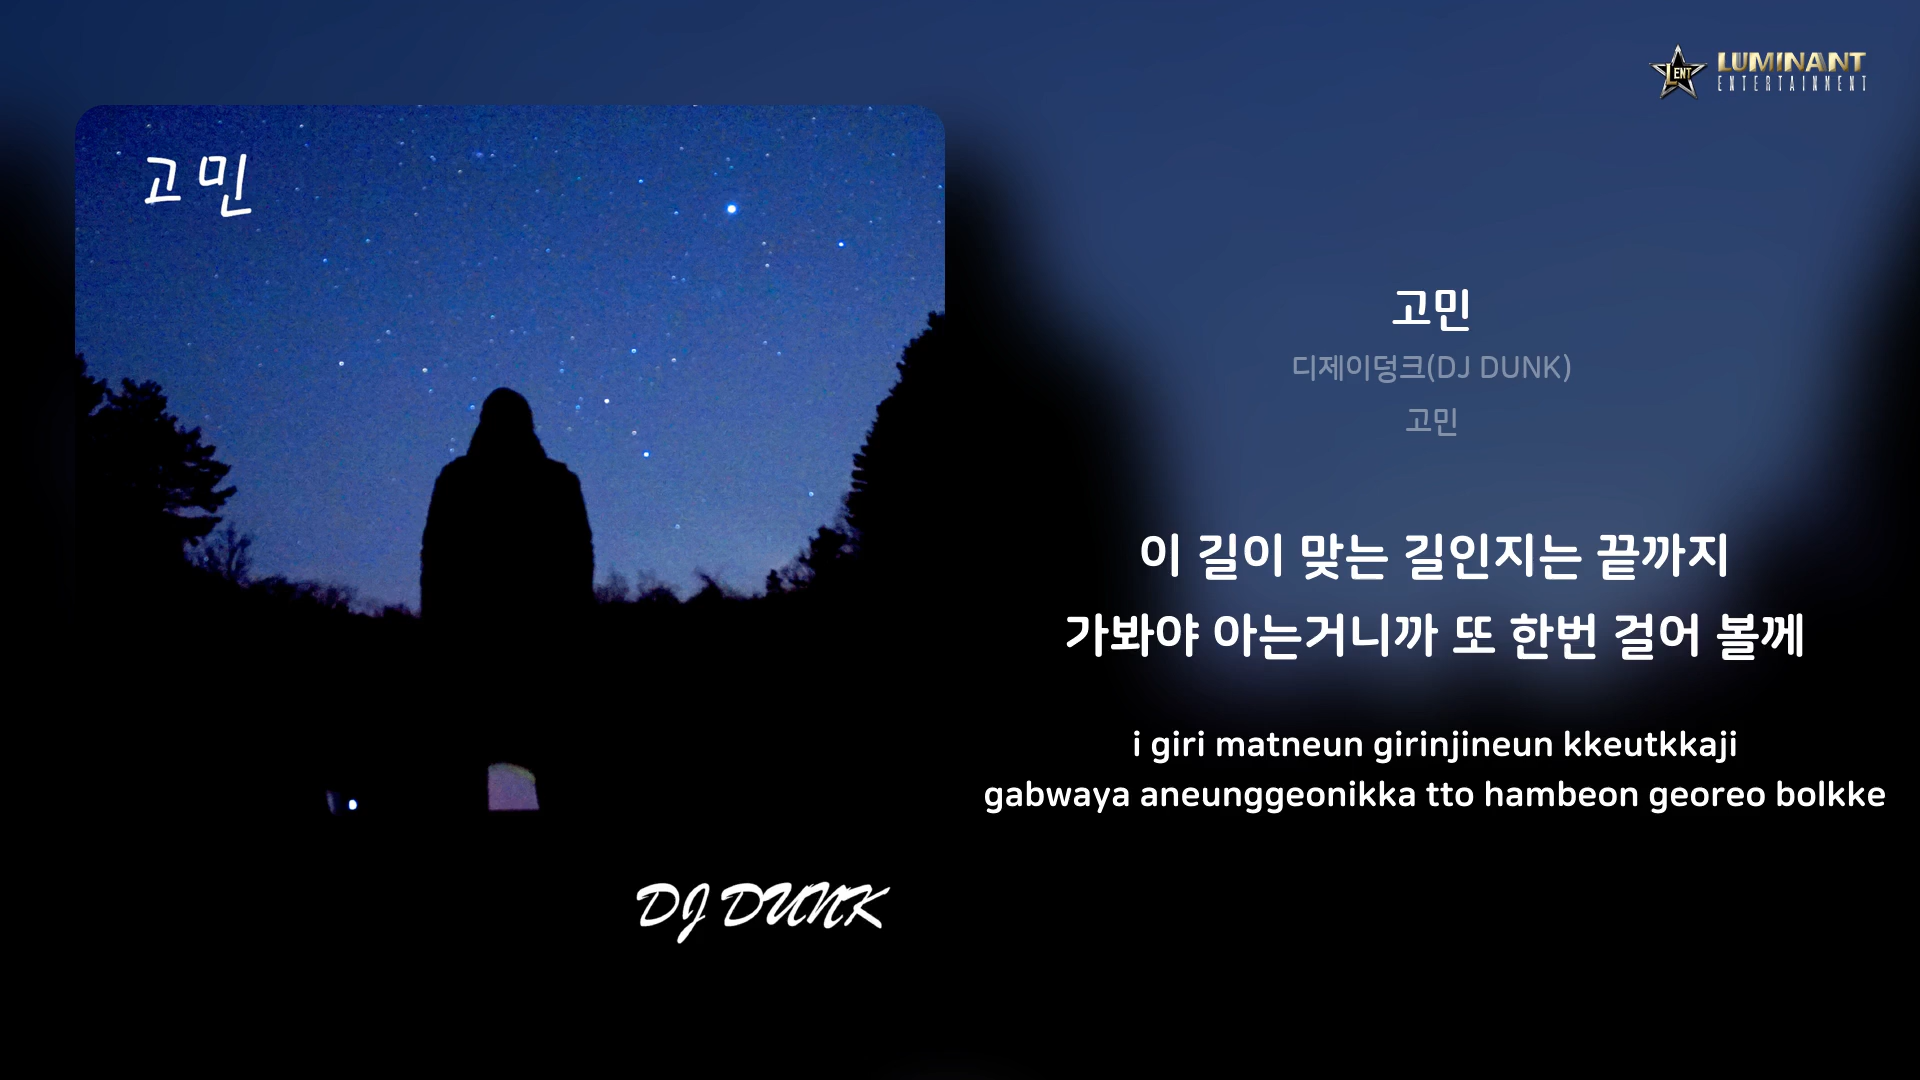 고민
DJ DUNK
LENT
LUMINANT
ENTERTAINMENT
고민
디제이덩크(DJ DUNK)
고민
이 길이 맞는 길인지는 끝까지
가봐야 아는거니까 또 한번 걸어 볼께
i giri matneun girinjineun kkeutkkaji
gabwaya aneunggeonikka tto hambeon georeo bolkke